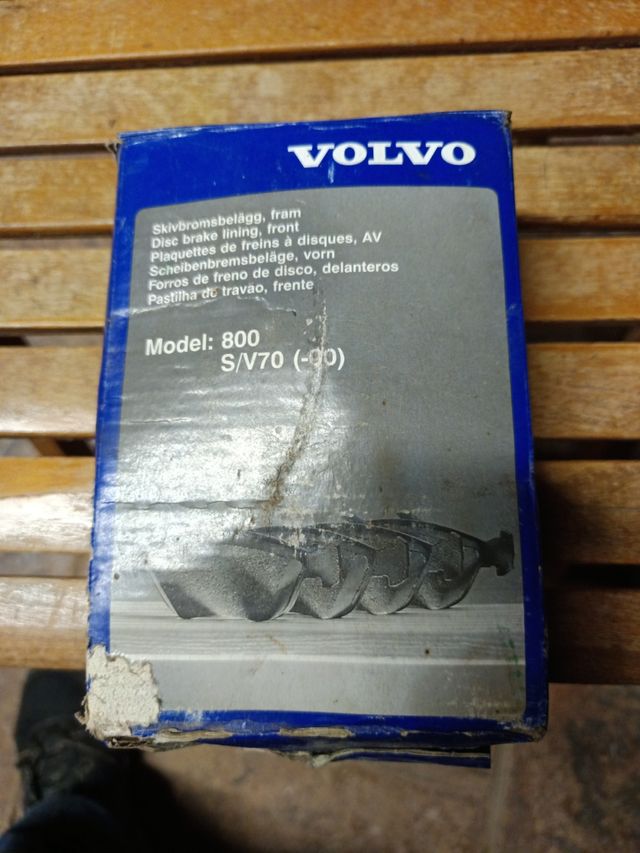 VOLVO
Skivbromsbelägg, fram
Disc brake lining, front
Plaquettes de freins à disques, AV
Scheibenbremsbeläge, vorn
Forros de freno de disco, delanteros
Pastilha de travao, frente
Model: 800
S/V70 (-00)